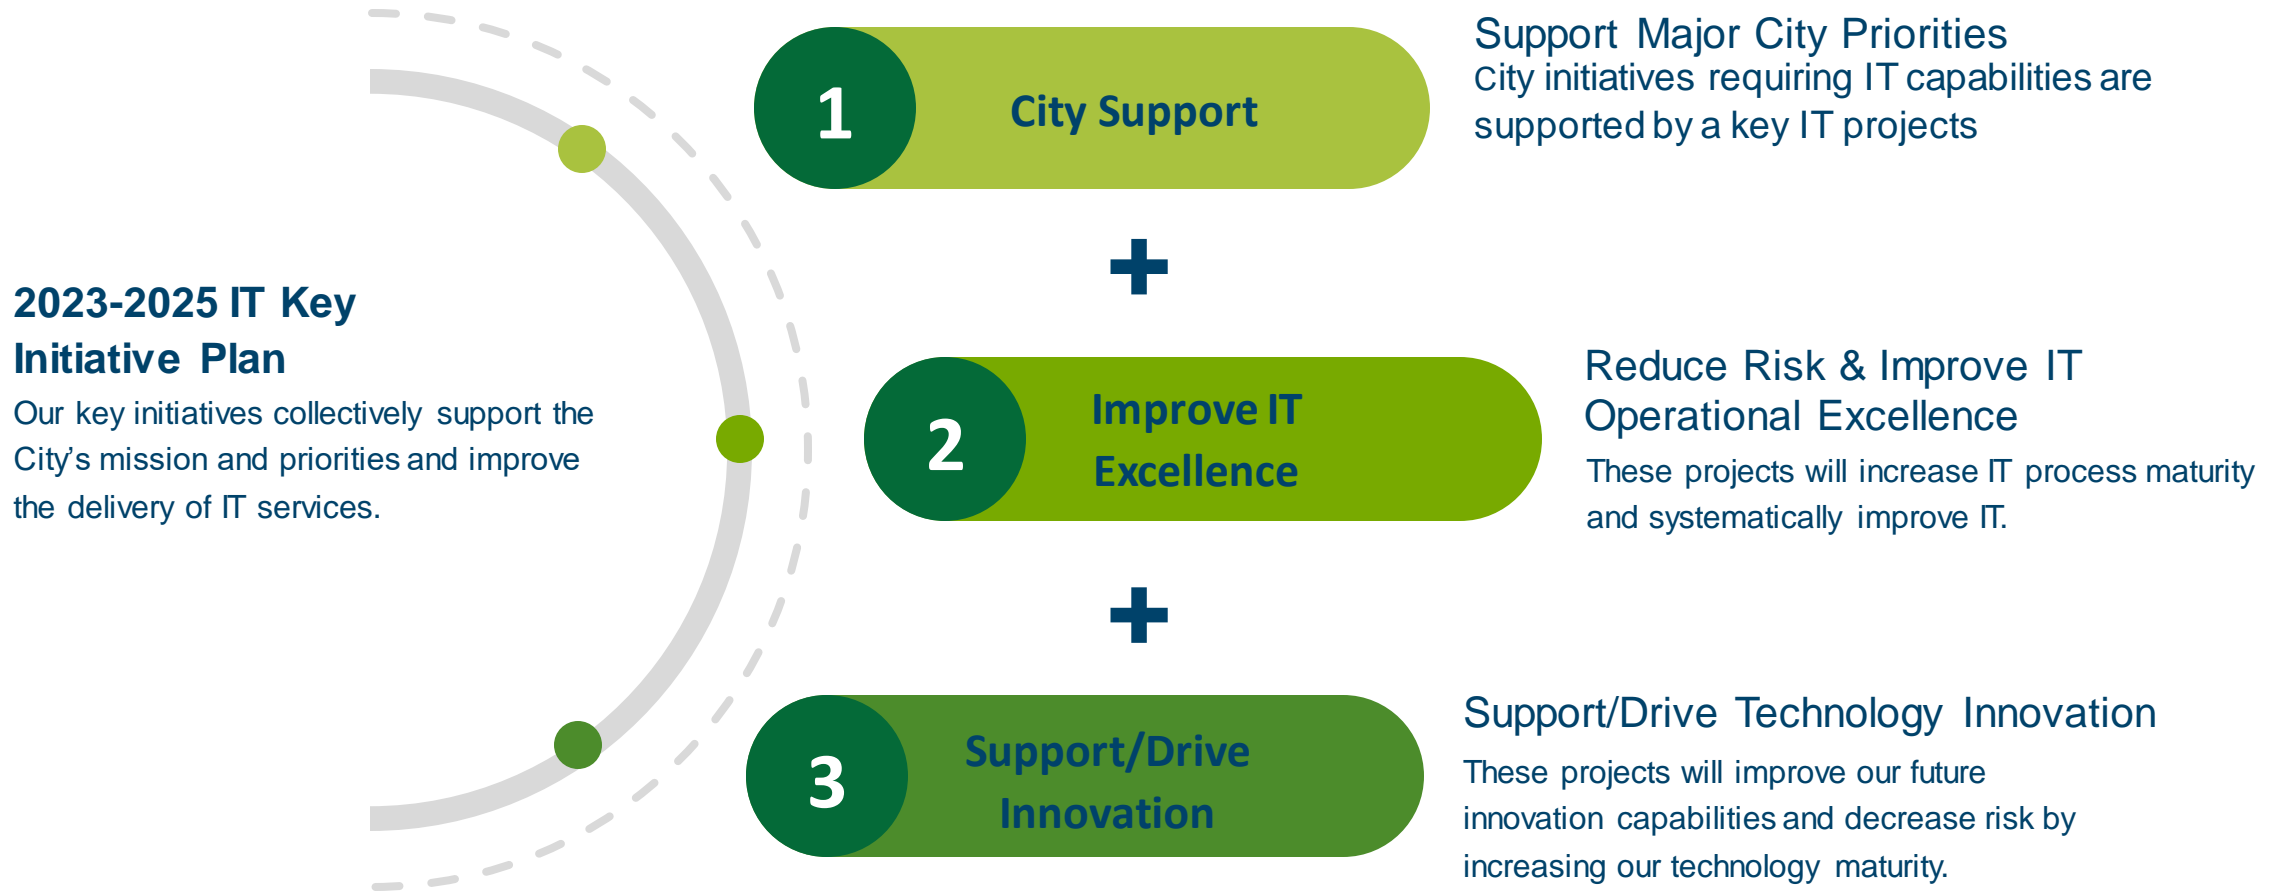 2023-2025 IT Key
Initiative Plan
Our key initiatives collectively support the
City’s mission and priorities and improve
the delivery of IT services.
1
City Support
Support Major City Priorities
City initiatives requiring IT capabilities are
supported by a key IT projects
+
2
Improve IT
Excellence
Reduce Risk & Improve IT
Operational Excellence
These projects will increase IT process maturity
and systematically improve IT.
+
3
Support/Drive
Innovation
Support/Drive Technology Innovation
These projects will improve our future
innovation capabilities and decrease risk by
increasing our technology maturity.